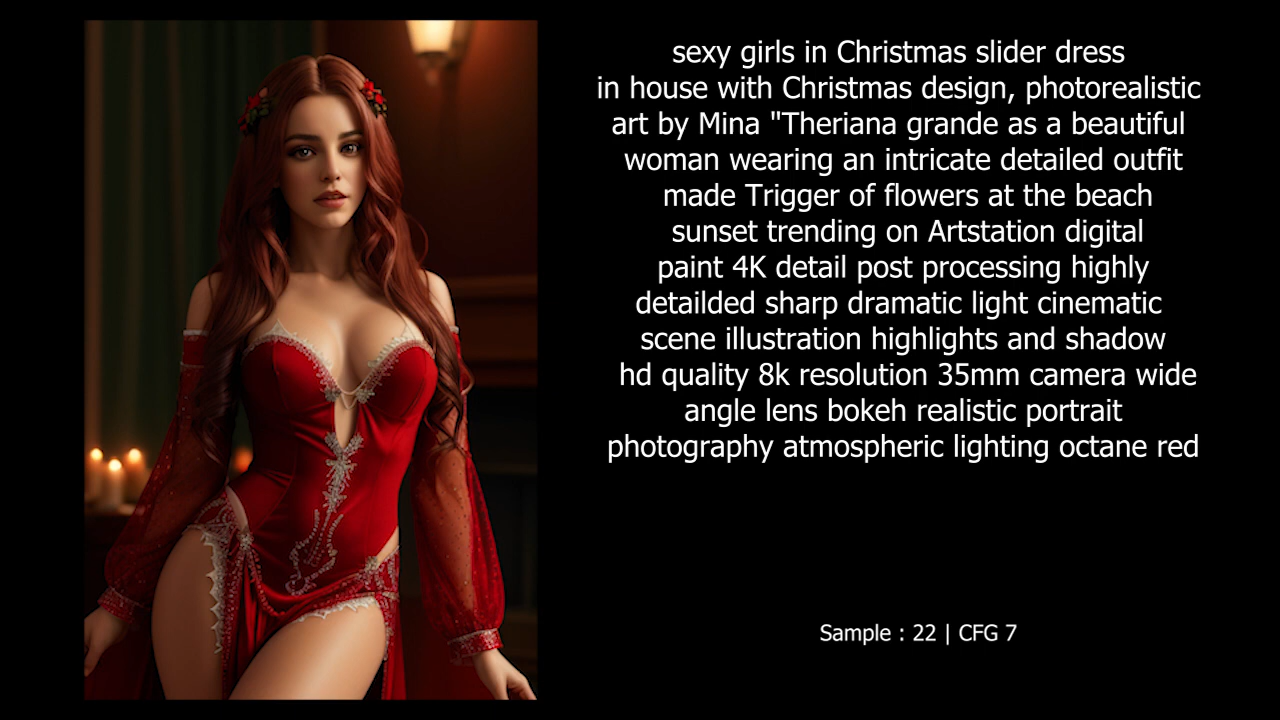 sexy girls in Christmas slider dress
in house with Christmas design, photorealistic
art by Mina "Theriana grande as a beautiful
woman wearing an intricate detailed outfit
made Trigger of flowers at the beach
sunset trending on Artstation digital
paint 4K detail post processing highly
detailded sharp dramatic light cinematic
scene illustration highlights and shadow
hd quality 8k resolution 35mm camera wide
angle lens bokeh realistic portrait
photography atmospheric lighting octane red
Sample : 22 | CFG 7